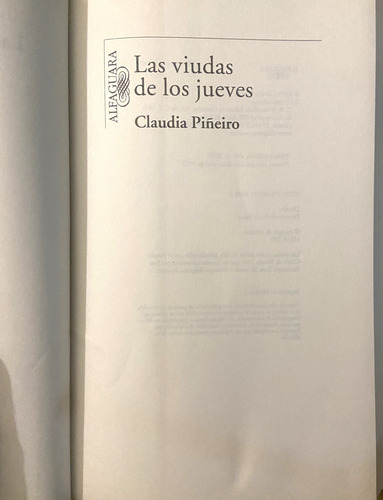 ALFAGUARA
Las viudas
de los jueves
Claudia Piñeiro